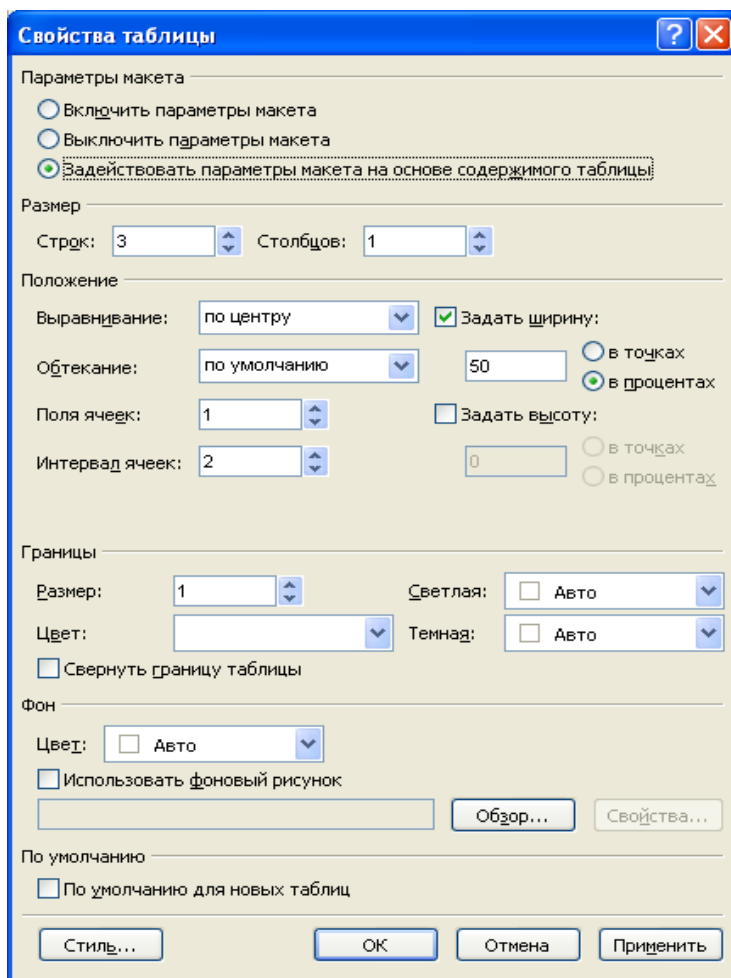 Свойства таблицы
Параметры макета
Включить параметры макета
Выключить параметры макета
Задействовать параметры макета на основе содержимого таблицы
Размер
Строк: 3 Столбцов: 1
Положение
Выравнивание: по центру Задать ширину:
Обтекание: по умолчанию 50 в точках
в процентах
Поля ячеек: 1 Задать высоту:
Интервал ячеек: 2 0 в точках
в процентах
Границы
Размер: 1 Светлая: Авто
Цвет: Темная: Авто
Свернуть границу таблицы
Фон
Цвет: Авто
Использовать фоновый рисунок
Обзор... Свойства...
По умолчанию
По умолчанию для новых таблиц
Стиль... ОК Отмена Применить